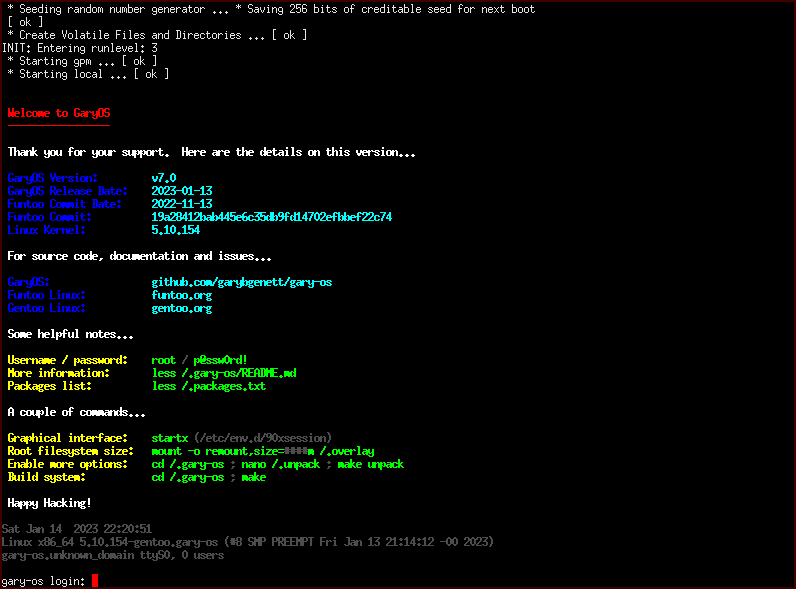 * Seeding random number generator ... * Saving 256 bits of creditable seed for next boot
[ ok ]
* Create Volatile Files and Directories ... [ ok ]
INIT: Entering runlevel: 3
* Starting gpm ... [ ok ]
* Starting local ... [ ok ]
Welcome to GaryOS
Thank you for your support.  Here are the details on this version...
GaryOS Version: v7.0
GaryOS Release Date: 2023-01-13
Funtoo Commit Date: 2022-11-13
Funtoo Commit: 19a28412bab445e6c35db9fd14702efbbef22c74
Linux Kernel: 5.10.154
For source code, documentation and issues...
GaryOS: github.com/garybgenett/gary-os
Funtoo Linux: funtoo.org
Gentoo Linux: gentoo.org
Some helpful notes...
Username / password: root / p@ssw0rd!
More information: less /.gary-os/README.md
Packages list: less /.packages.txt
A couple of commands...
Graphical interface: startx (/etc/env.d/90xsession)
Root filesystem size: mount -o remount,size=****m /.overlay
Enable more options: cd /.gary-os ; nano /.unpack ; make unpack
Build system: cd /.gary-os ; make
Happy Hacking!
Sat Jan 14  2023 22:20:51
Linux x86_64 5.10.154-gentoo.gary-os (#8 SMP PREEMPT Fri Jan 13 21:14:12 -00 2023)
gary-os.unknown_domain ttyS0, 0 users
gary-os login: